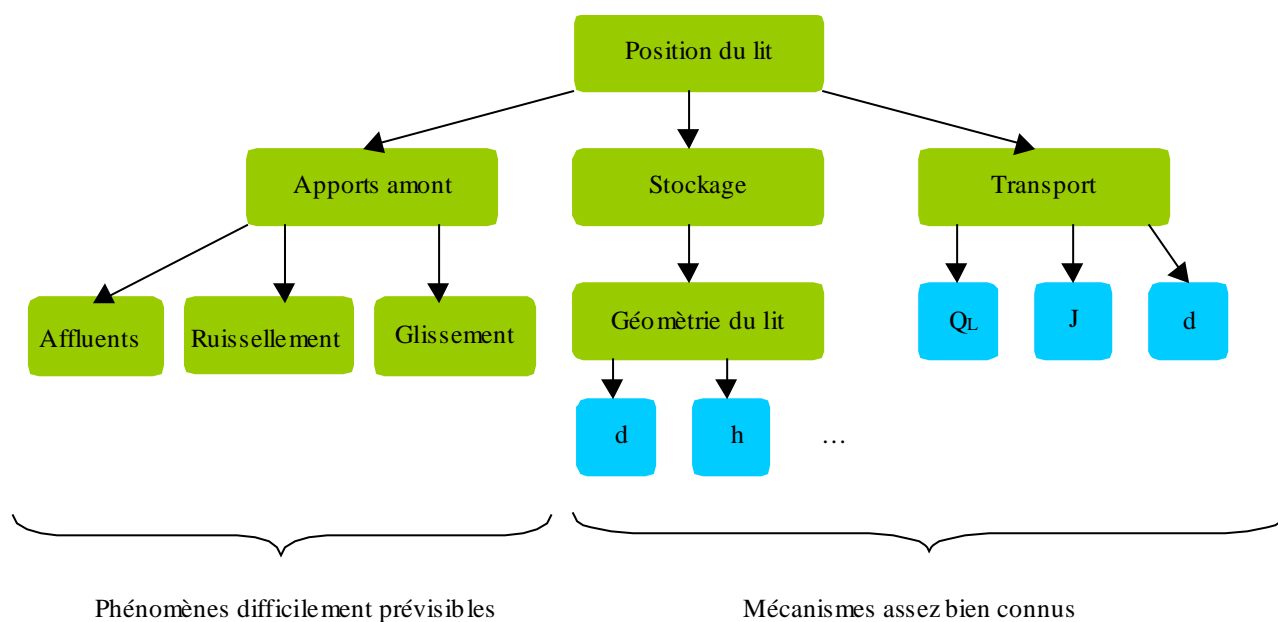 Position du lit
Apports amont
Stockage
Transport
Affluents
Ruissellement
Glissement
Géomètrie du lit
QL
J
d
d
h
…
Phénomènes difficilement prévisibles
Mécanismes assez bien connus